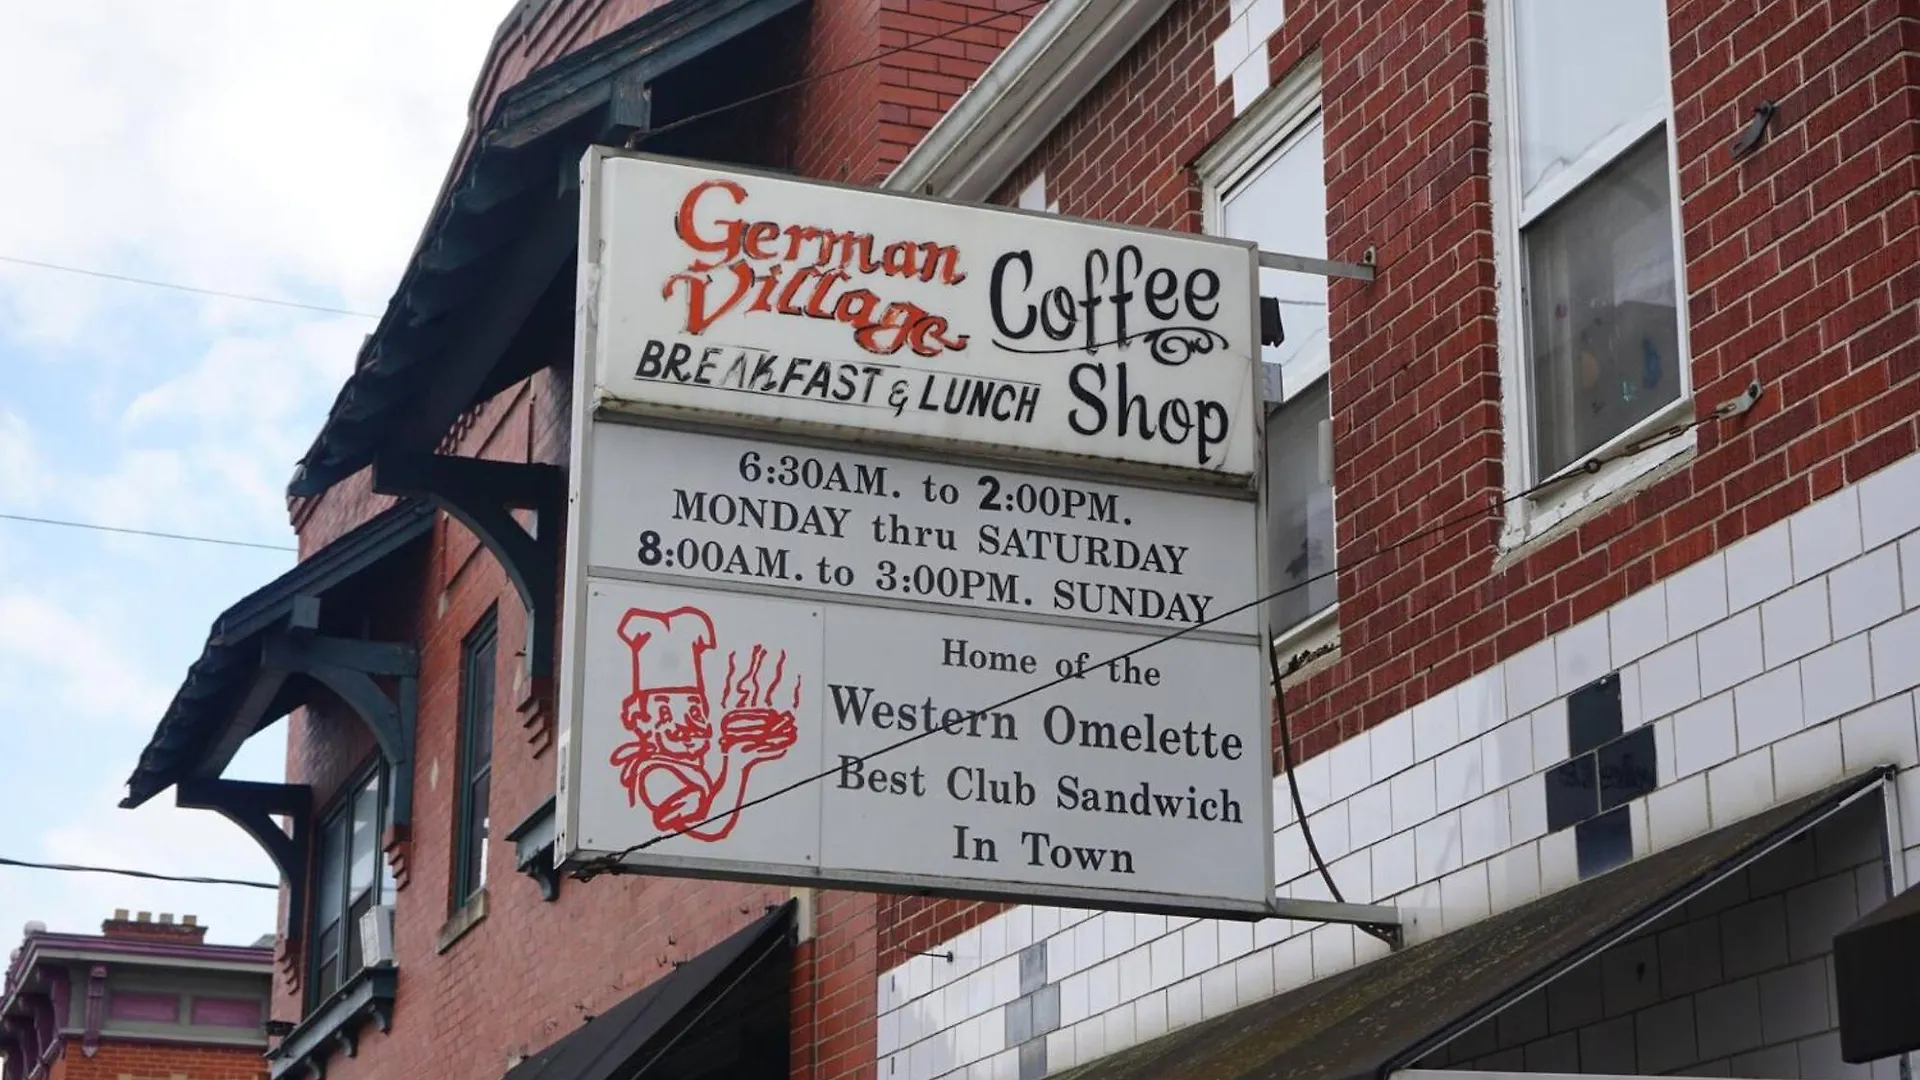 German Village
Coffee Shop
BREAKFAST & LUNCH
6:30AM. to 2:00PM.
MONDAY thru SATURDAY
8:00AM. to 3:00PM. SUNDAY
Home of the
Western Omelette
Best Club Sandwich
In Town